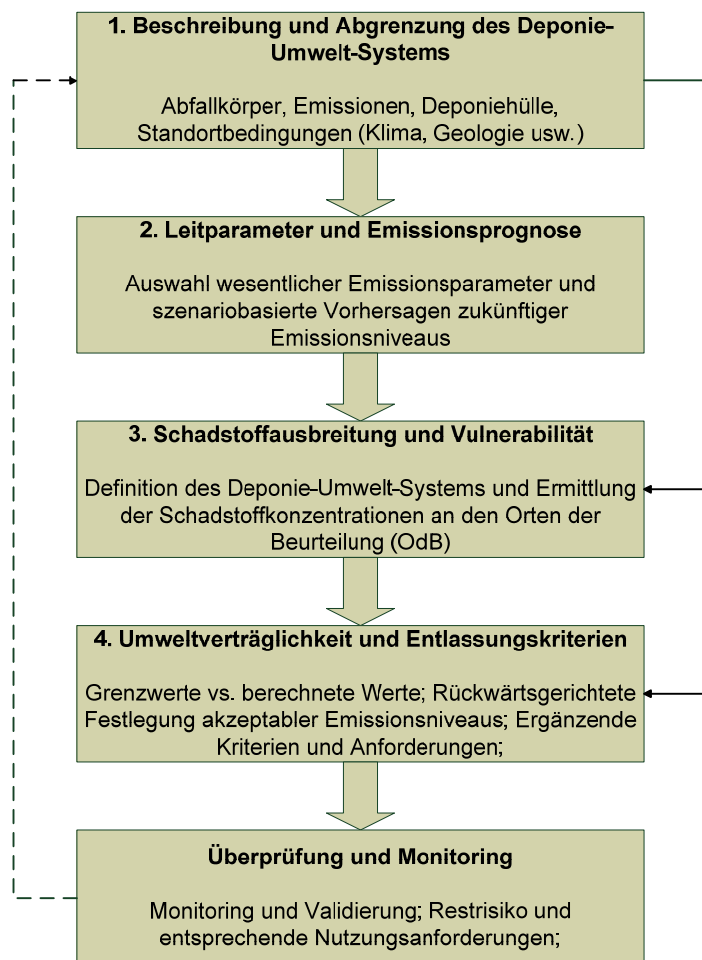 1. Beschreibung und Abgrenzung des Deponie-
Umwelt-Systems
Abfallkörper, Emissionen, Deponiehülle,
Standortbedingungen (Klima, Geologie usw.)
2. Leitparameter und Emissionsprognose
Auswahl wesentlicher Emissionsparameter und
szenariobasierte Vorhersagen zukünftiger
Emissionsniveaus
3. Schadstoffausbreitung und Vulnerabilität
Definition des Deponie-Umwelt-Systems und Ermittlung
der Schadstoffkonzentrationen an den Orten der
Beurteilung (OdB)
4. Umweltverträglichkeit und Entlassungskriterien
Grenzwerte vs. berechnete Werte; Rückwärtsgerichtete
Festlegung akzeptabler Emissionsniveaus; Ergänzende
Kriterien und Anforderungen;
Überprüfung und Monitoring
Monitoring und Validierung; Restrisiko und
entsprechende Nutzungsanforderungen;